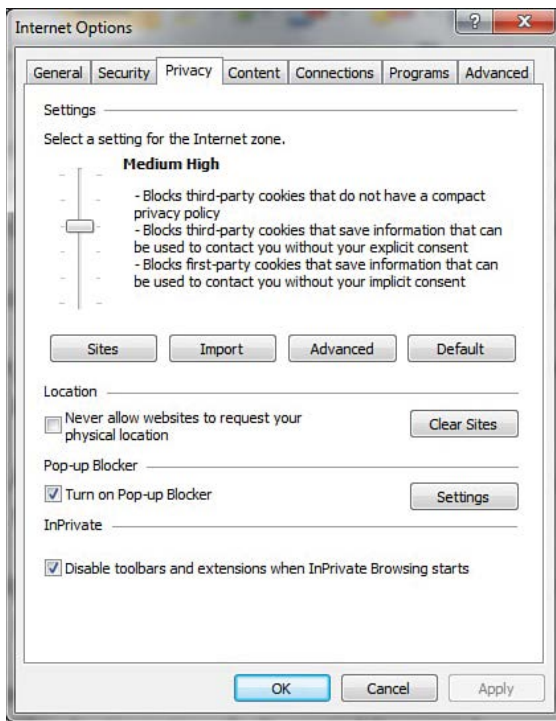 Internet Options
General Security Privacy Content Connections Programs Advanced
Settings
Select a setting for the Internet zone.
Medium High
- Blocks third-party cookies that do not have a compact
privacy policy
- Blocks third-party cookies that save information that can
be used to contact you without your explicit consent
- Blocks first-party cookies that save information that can
be used to contact you without your implicit consent
Sites Import Advanced Default
Location
Never allow websites to request your
physical location
Clear Sites
Pop-up Blocker
Turn on Pop-up Blocker Settings
InPrivate
Disable toolbars and extensions when InPrivate Browsing starts
OK Cancel Apply